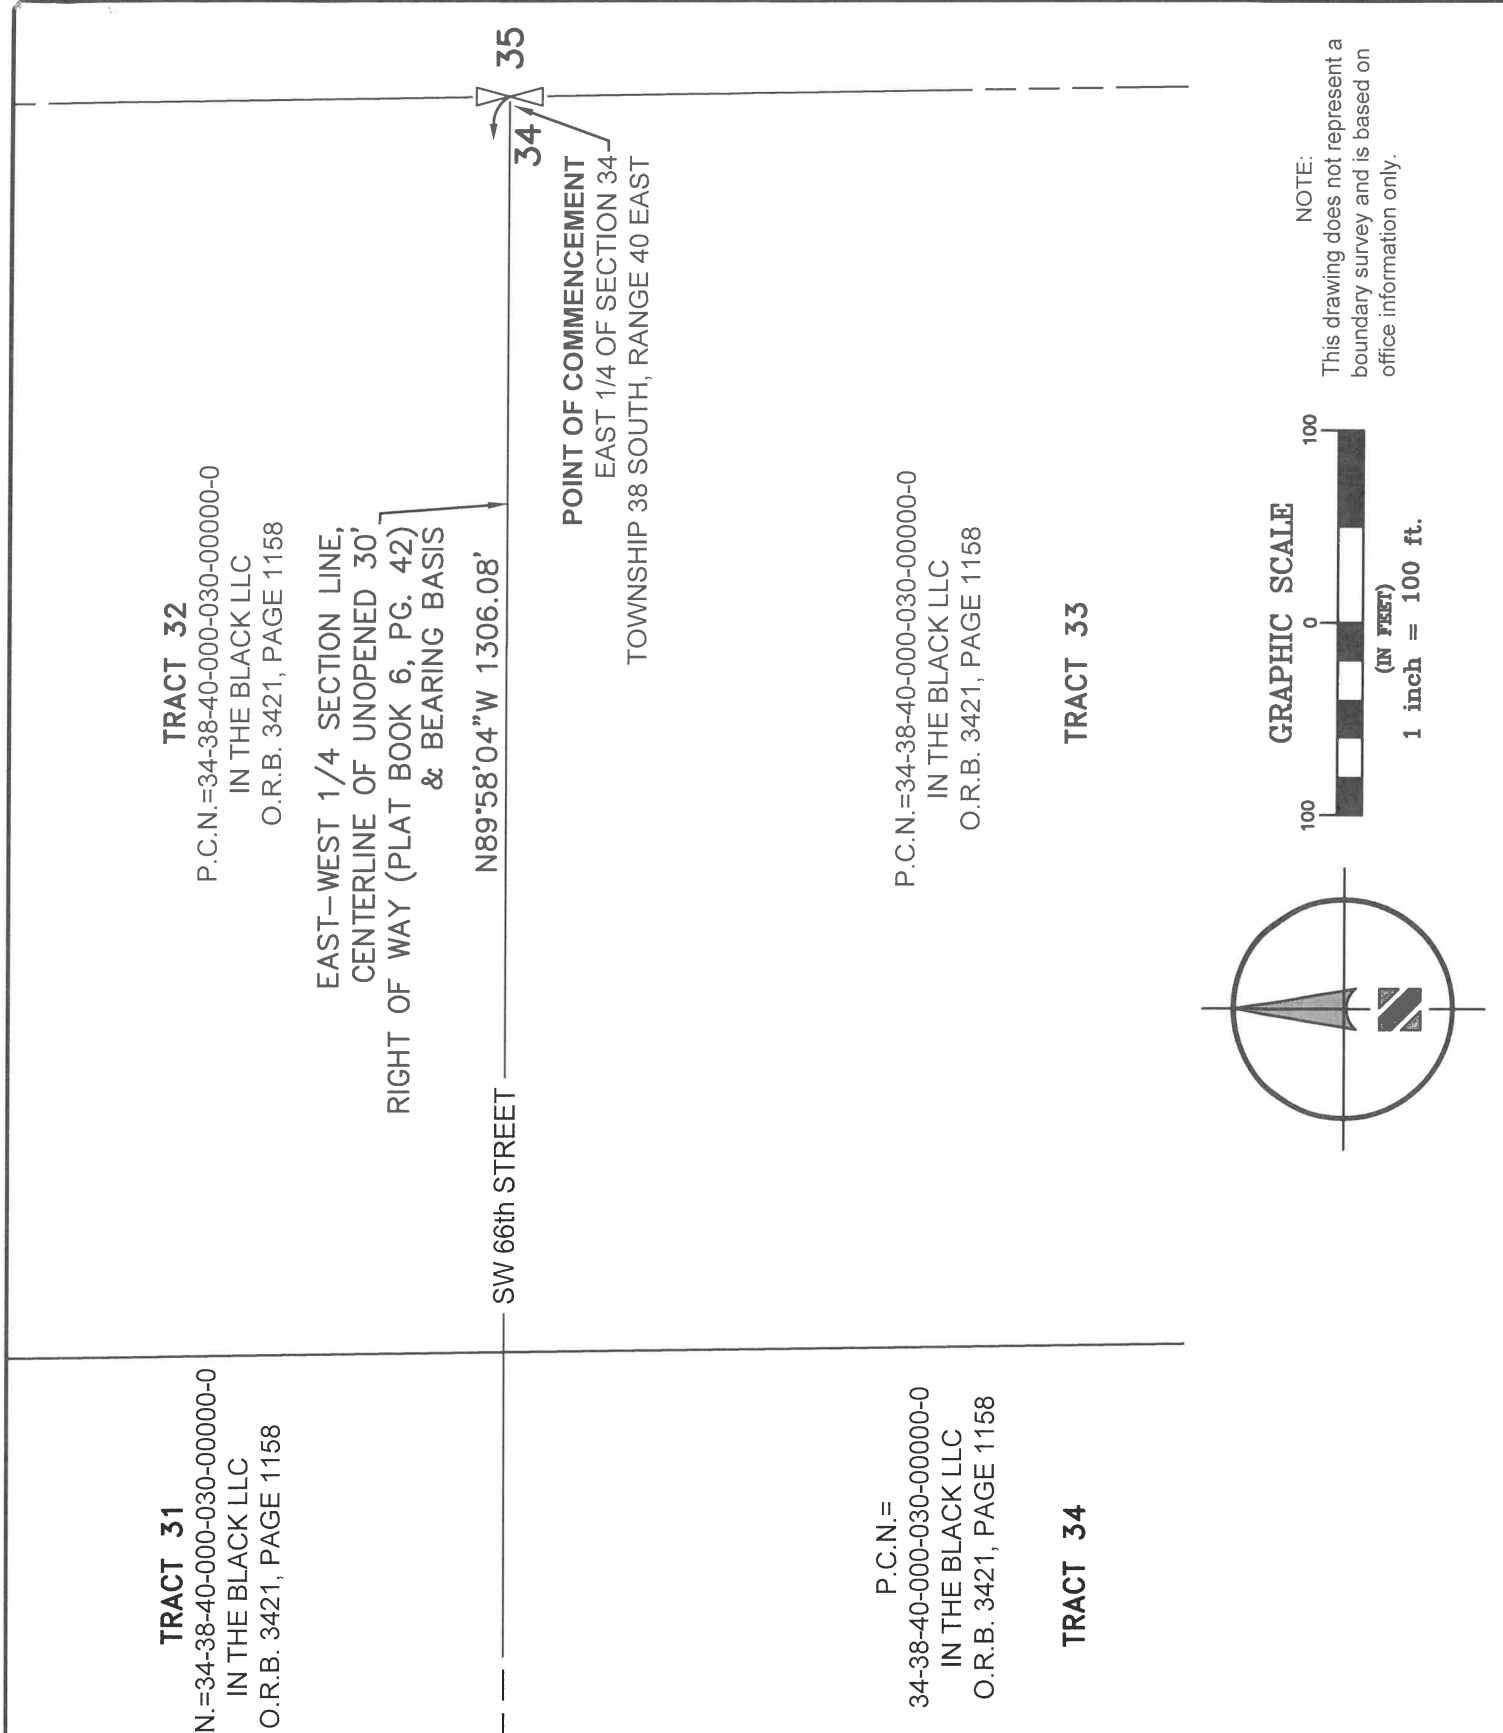 TRACT 31
N.=34-38-40-000-030-00000-0
IN THE BLACK LLC
O.R.B. 3421, PAGE 1158
TRACT 32
P.C.N.=34-38-40-000-030-00000-0
IN THE BLACK LLC
O.R.B. 3421, PAGE 1158
EAST-WEST 1/4 SECTION LINE,
CENTERLINE OF UNOPENED 30'
RIGHT OF WAY (PLAT BOOK 6, PG. 42)
& BEARING BASIS
N89°58'04"W 1306.08'
SW 66th STREET
34
35
POINT OF COMMENCEMENT
EAST 1/4 OF SECTION 34
TOWNSHIP 38 SOUTH, RANGE 40 EAST
P.C.N.=
34-38-40-000-030-00000-0
IN THE BLACK LLC
O.R.B. 3421, PAGE 1158
TRACT 34
P.C.N.=34-38-40-000-030-00000-0
IN THE BLACK LLC
O.R.B. 3421, PAGE 1158
TRACT 33
GRAPHIC SCALE
100
0
100
(IN FEET)
1 inch = 100 ft.
NOTE:
This drawing does not represent a
boundary survey and is based on
office information only.